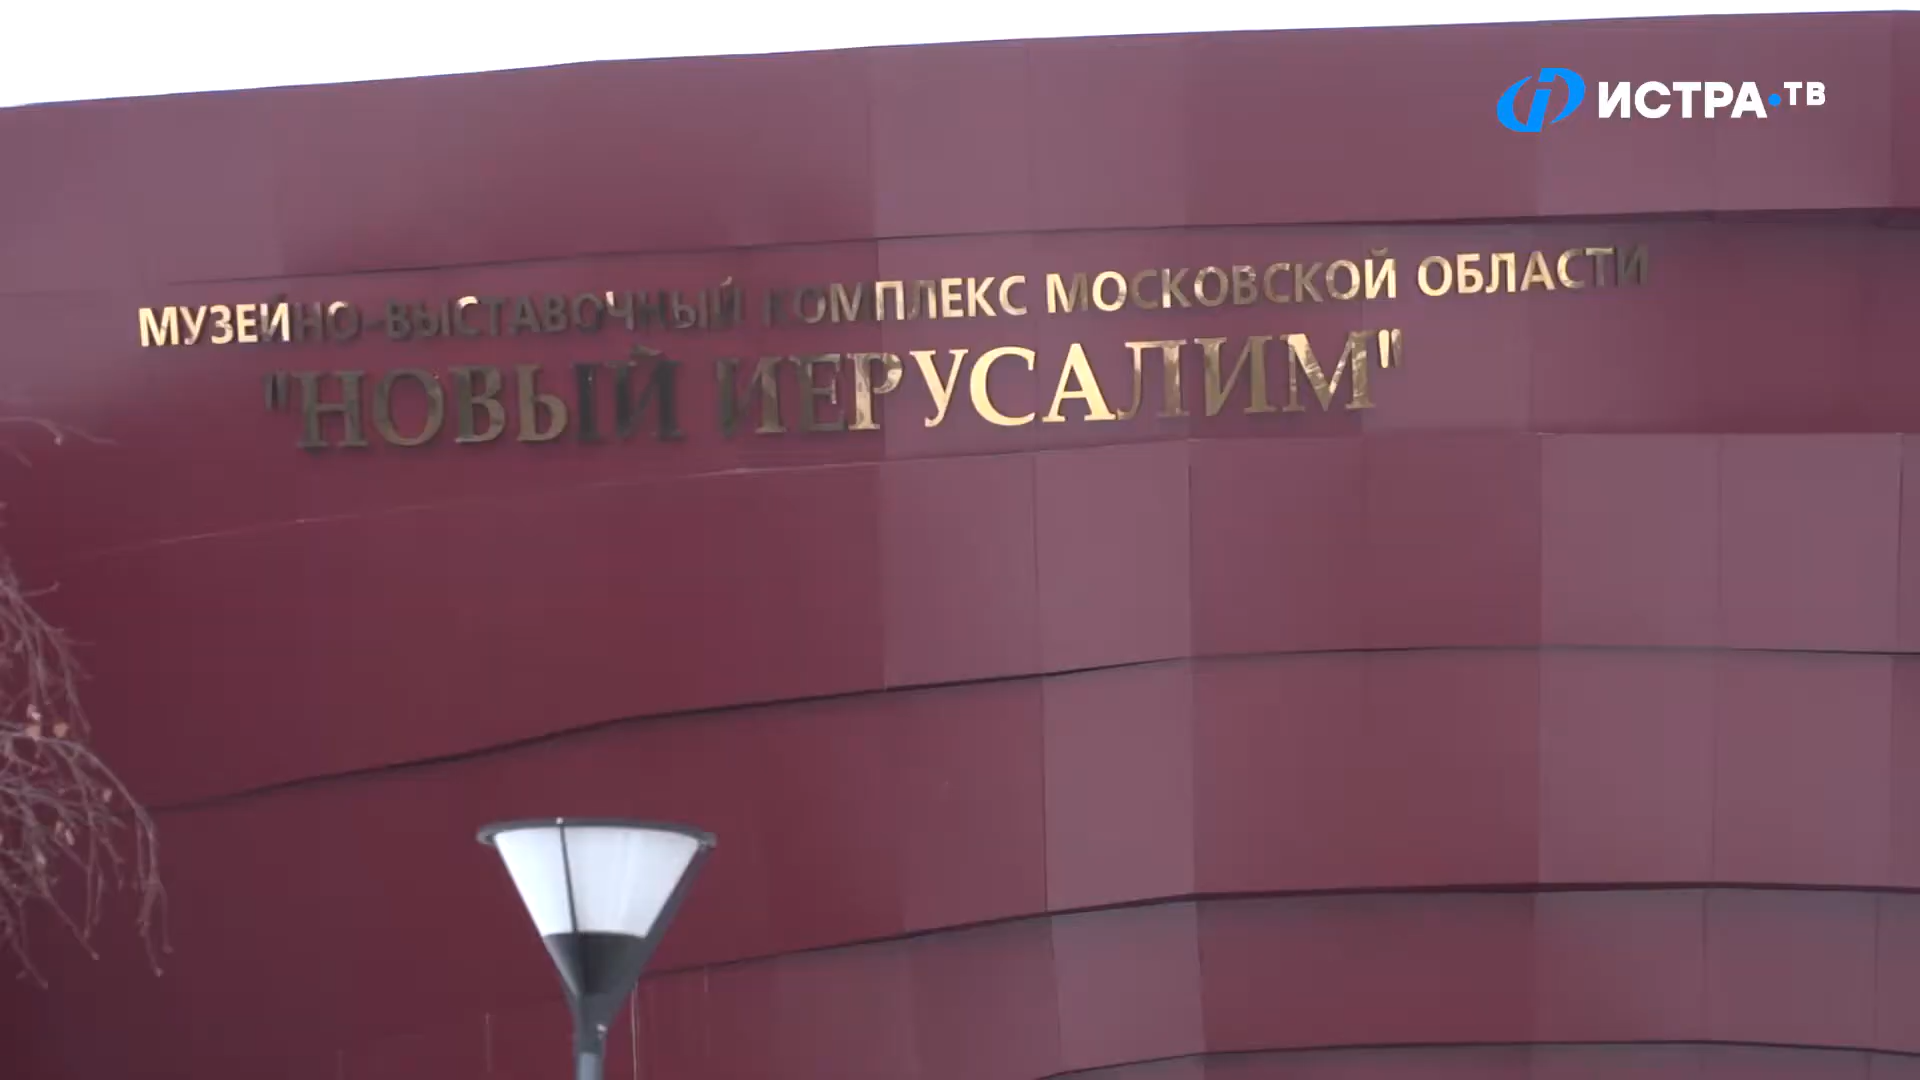 ИСТРА.ТВ
МУЗЕЙНО-ВЫСТАВОЧНЫЙ КОМПЛЕКС МОСКОВСКОЙ ОБЛАСТИ
"НОВЫЙ ИЕРУСАЛИМ"